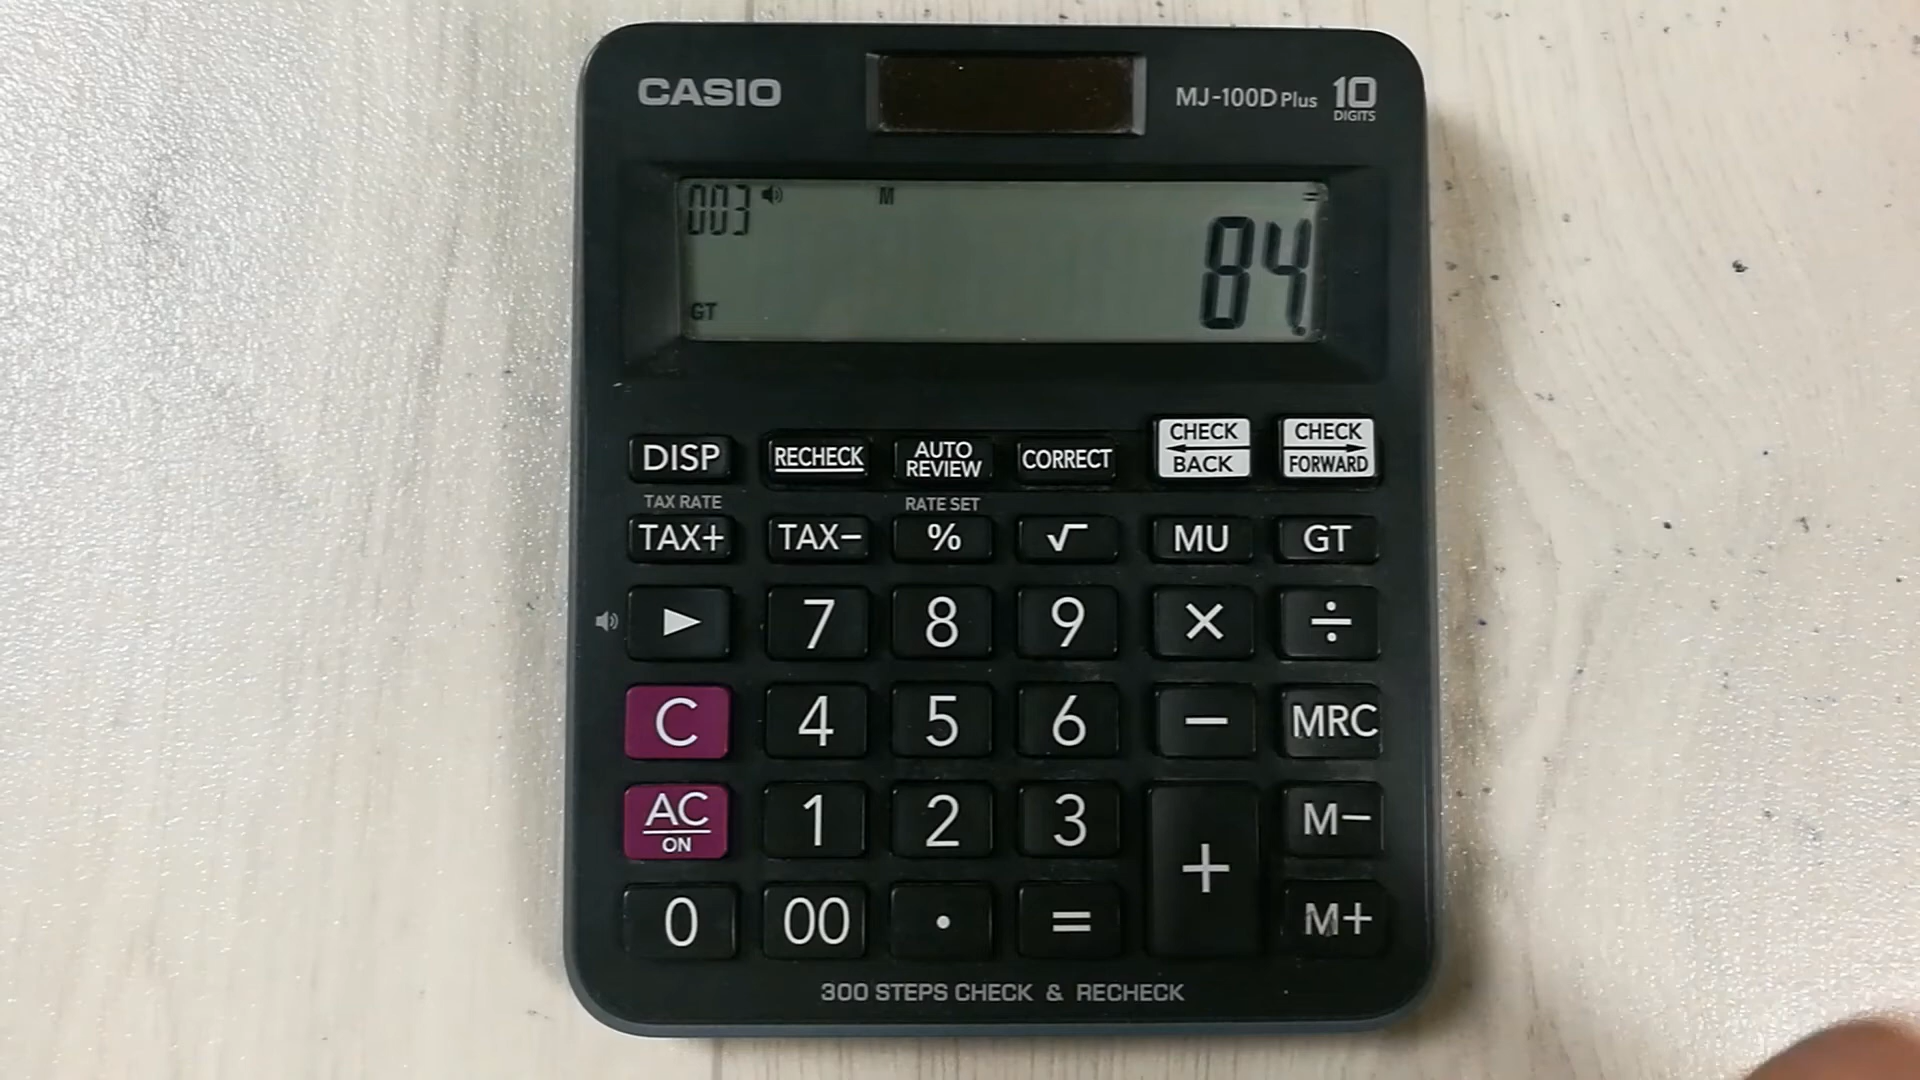 CASIO
MJ-100D Plus 10 DIGITS
003 M =
84.
GT
DISP RECHECK AUTO REVIEW CORRECT CHECK BACK CHECK FORWARD
TAX RATE RATE SET
TAX+ TAX− % √ MU GT
▶ 7 8 9 × ÷
C 4 5 6 − MRC
AC ON 1 2 3 + M−
0 00 · = M+
300 STEPS CHECK & RECHECK